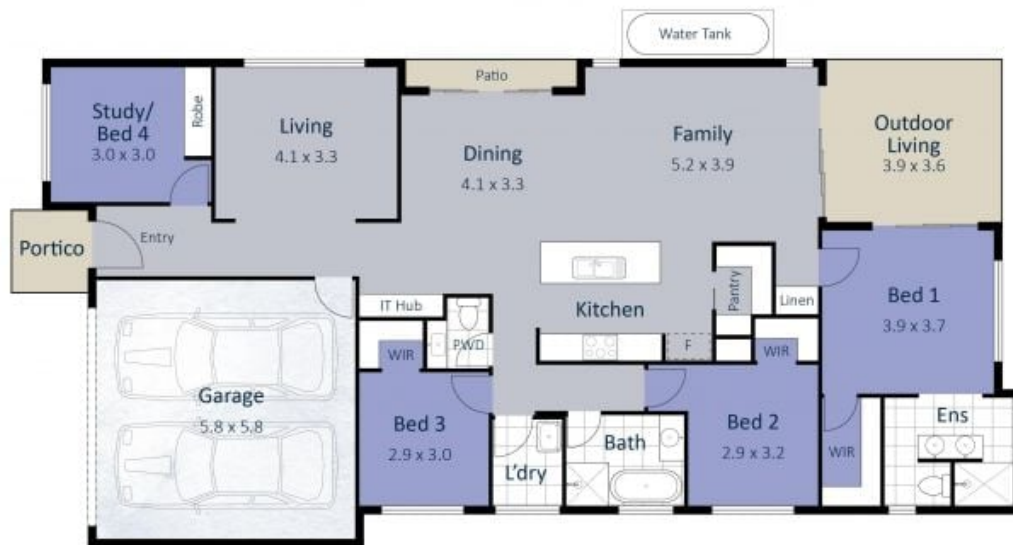 Water Tank
Patio
Study/
Bed 4
3.0 x 3.0
Robe
Living
4.1 x 3.3
Dining
4.1 x 3.3
Family
5.2 x 3.9
Outdoor
Living
3.9 x 3.6
Portico
Entry
IT Hub
PWD
Kitchen
F
Pantry
Linen
Bed 1
3.9 x 3.7
Garage
5.8 x 5.8
WIR
Bed 3
2.9 x 3.0
L'dry
Bath
WIR
Bed 2
2.9 x 3.2
WIR
Ens